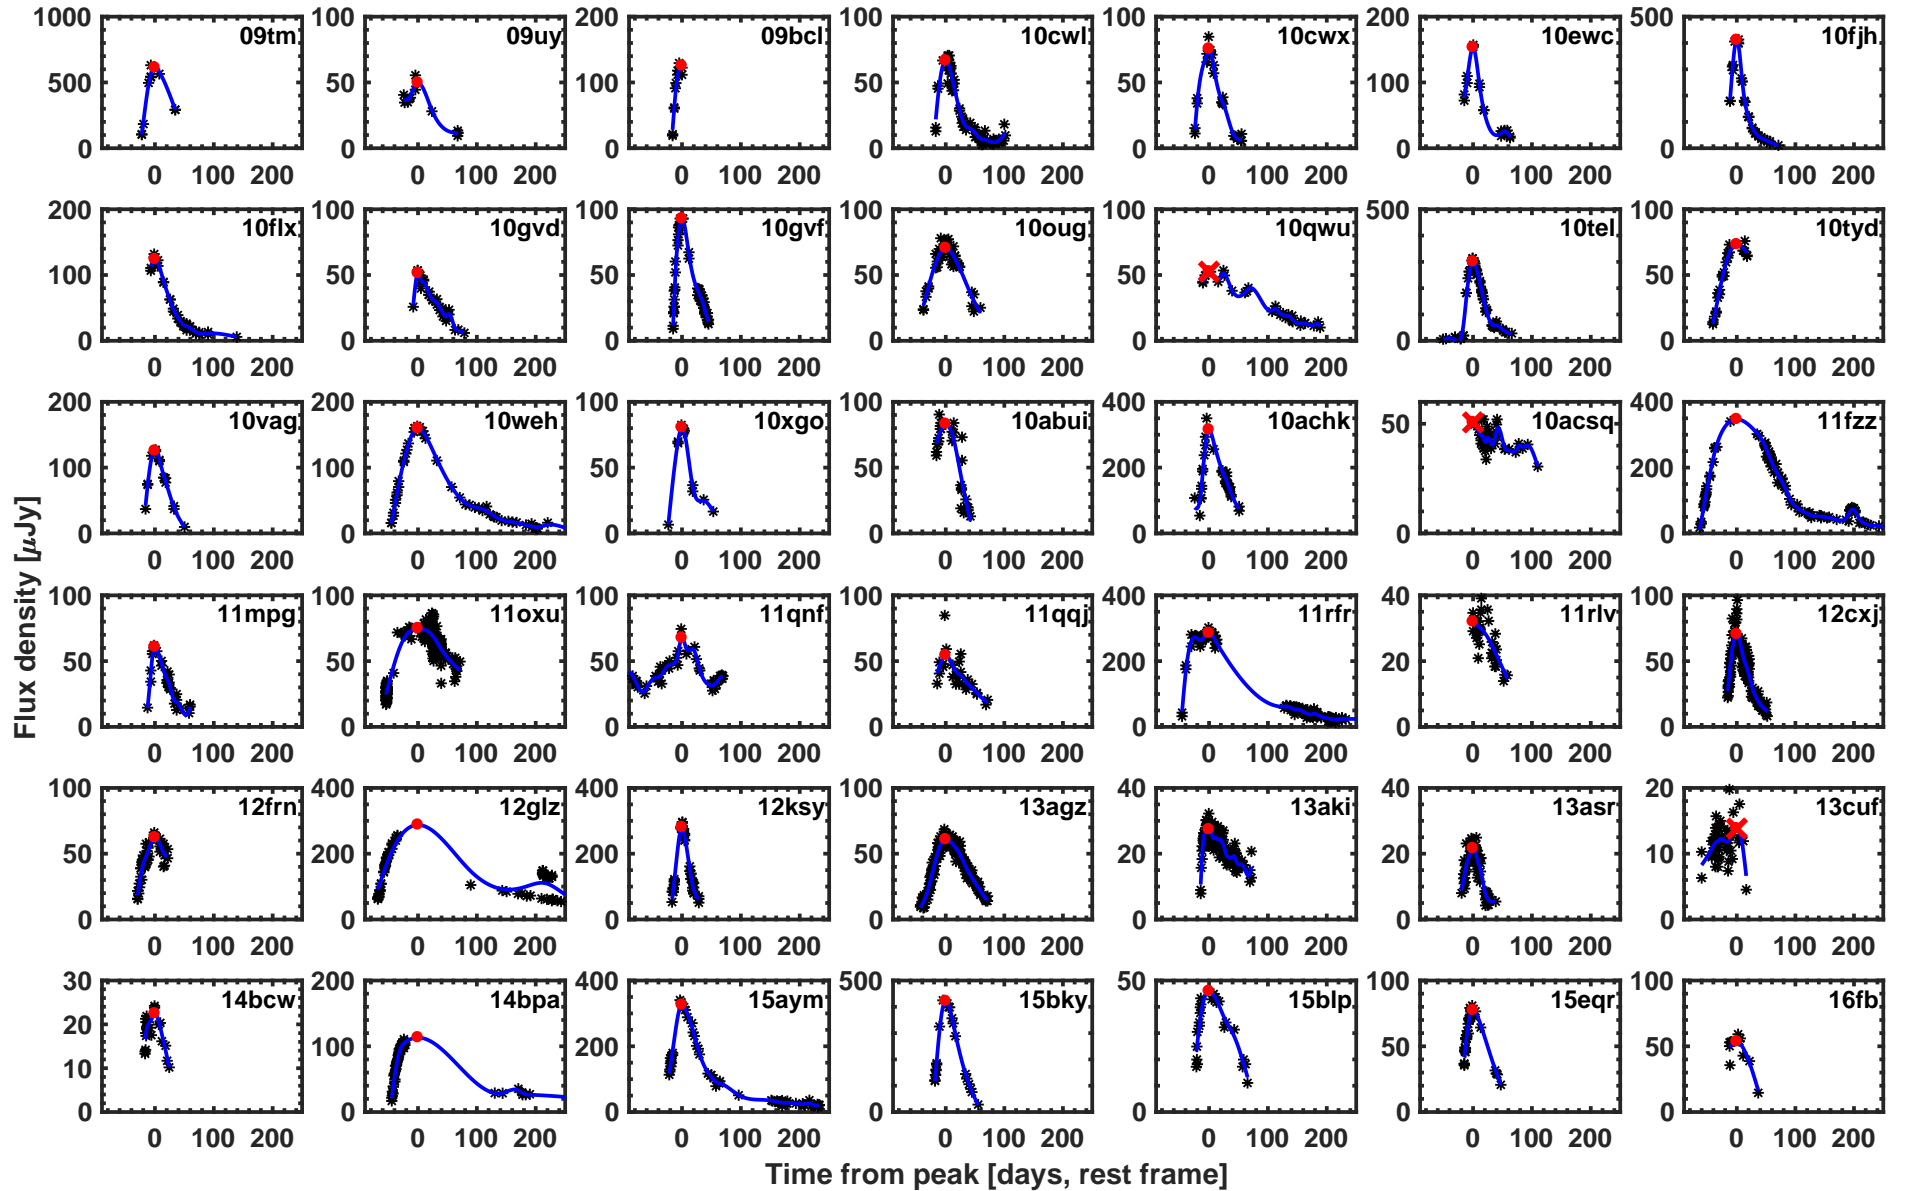 1000 100 200 100 100 200 500
09tm 09uy 09bcl 10cwl 10cwx 10ewc 10fjh
500 50 100 50 50 100
0 0 0 0 0 0 0
0 100 200 0 100 200 0 100 200 0 100 200 0 100 200 0 100 200 0 100 200
200 100 100 100 100 500 100
10flx 10gvd 10gvf 10oug 10qwu 10tel 10tyd
100 50 50 50 50 50
0 0 0 0 0 0 0
0 100 200 0 100 200 0 100 200 0 100 200 0 100 200 0 100 200 0 100 200
200 200 100 100 400 50 400
10vag 10weh 10xgo 10abui 10achk 10acsq 11fzz
100 100 50 50 200 200
0 0 0 0 0 0 0
0 100 200 0 100 200 0 100 200 0 100 200 0 100 200 0 100 200 0 100 200
Flux density [μJy]
100 100 100 100 400 40 100
11mpg 11oxu 11qnf 11qqj 11rfr 11rlv 12cxj
50 50 50 50 200 20 50
0 0 0 0 0 0 0
0 100 200 0 100 200 0 100 200 0 100 200 0 100 200 0 100 200 0 100 200
100 400 400 100 40 40 20
12frn 12glz 12ksy 13agz 13aki 13asr 13cuf
50 200 200 50 20 20 10
0 0 0 0 0 0 0
0 100 200 0 100 200 0 100 200 0 100 200 0 100 200 0 100 200 0 100 200
30 200 400 500 50 100 100
14bcw 14bpa 15aym 15bky 15blp 15eqr 16fb
20 100 200 50 50
10
0 0 0 0 0 0 0
0 100 200 0 100 200 0 100 200 0 100 200 0 100 200 0 100 200 0 100 200
Time from peak [days, rest frame]